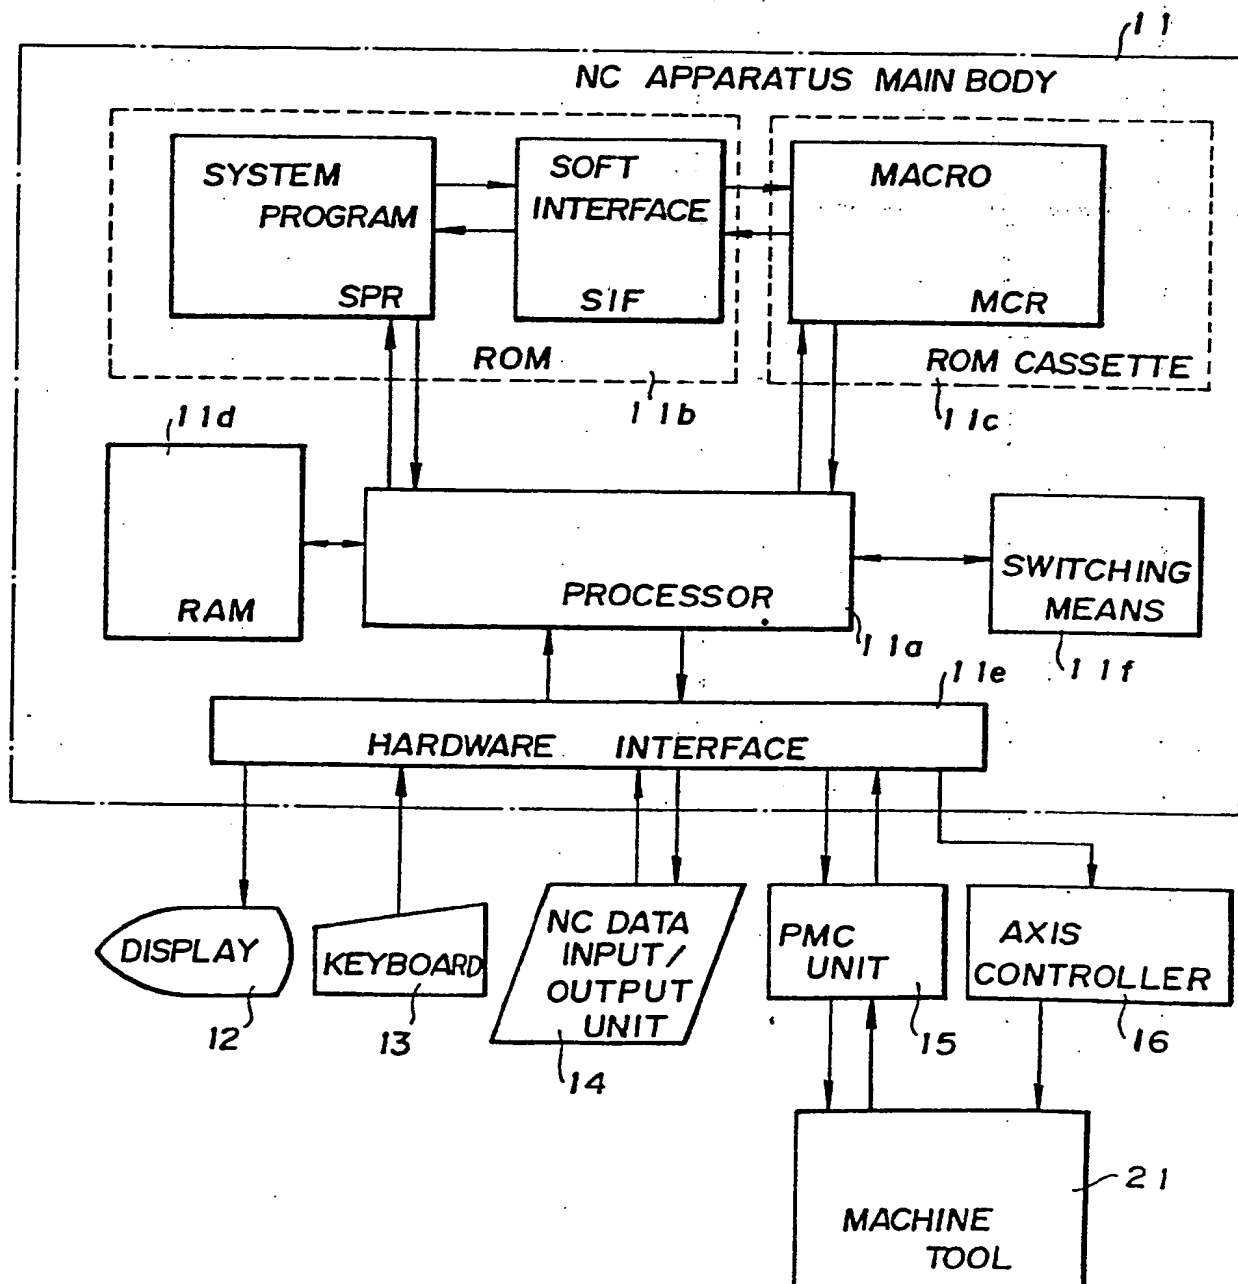 11
NC APPARATUS MAIN BODY
SYSTEM
PROGRAM
SPR
SOFT
INTERFACE
SIF
MACRO
MCR
ROM
ROM CASSETTE
11b
11c
11d
RAM
PROCESSOR
11a
SWITCHING
MEANS
11f
11e
HARDWARE INTERFACE
DISPLAY
12
KEYBOARD
13
NC DATA
INPUT/
OUTPUT
UNIT
14
PMC
UNIT
15
AXIS
CONTROLLER
16
21
MACHINE
TOOL